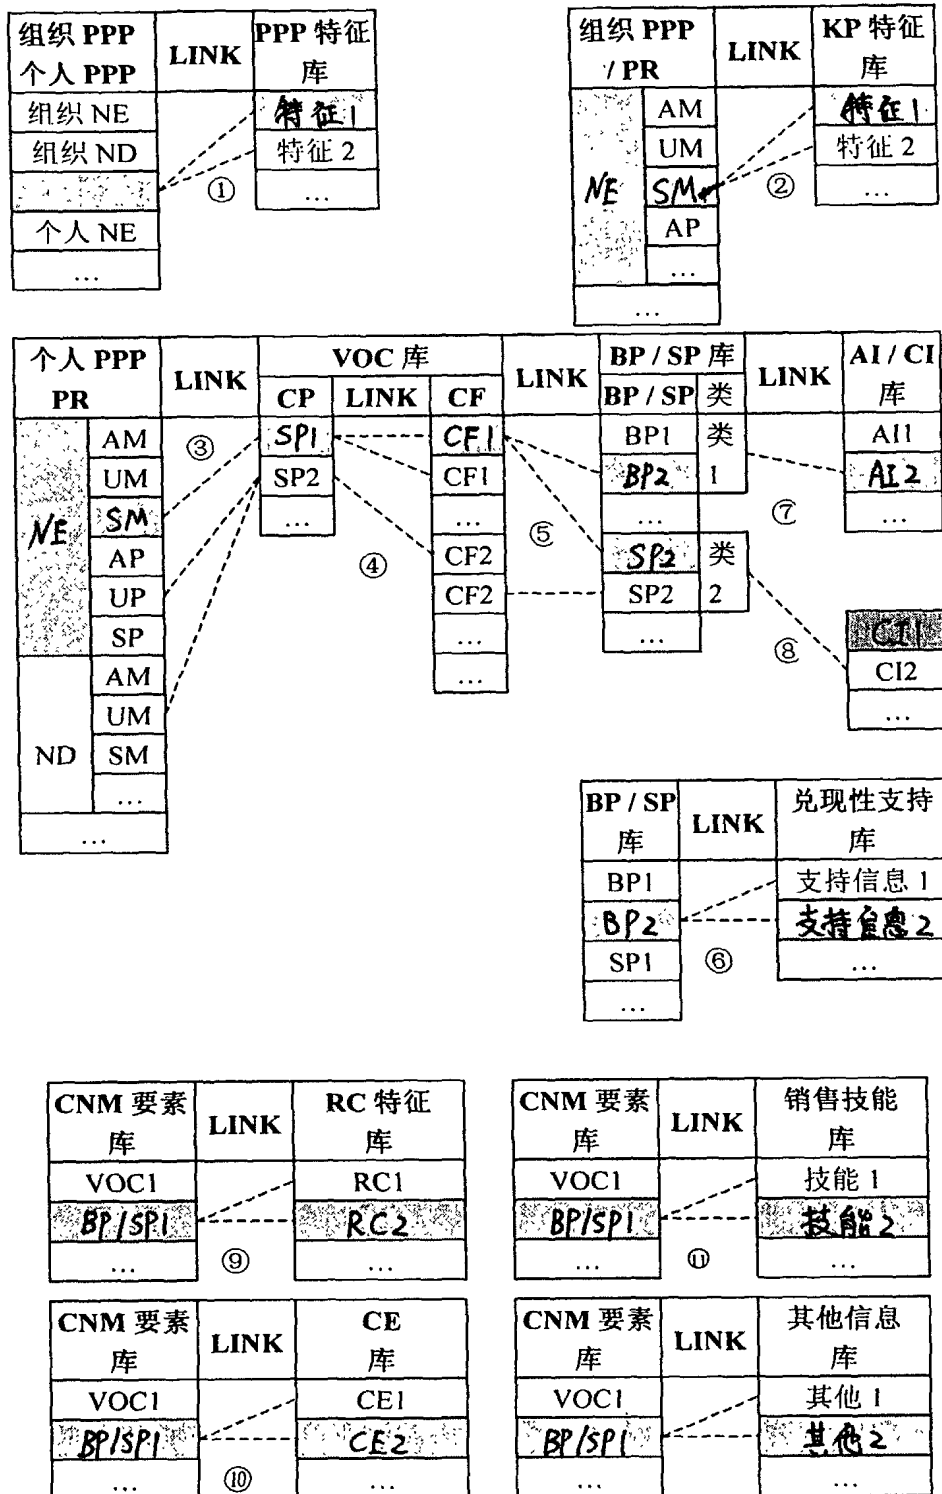 组织 PPP
个人 PPP
LINK
PPP 特征
库
组织 NE
特征1
组织 ND
特征 2
①
...
个人 NE
...
组织 PPP
/ PR
LINK
KP 特征
库
NE
AM
特征1
UM
特征 2
SM
②
...
AP
...
...
个人 PPP
PR
LINK
VOC 库
CP
LINK
CF
LINK
BP / SP 库
BP / SP
类
LINK
AI / CI
库
NE
AM
③
SP1
CF1
BP1
类
1
AI1
UM
SP2
CF1
BP2
AI2
SM
...
...
⑤
...
⑦
...
AP
④
CF2
SP2
类
2
UP
CF2
SP2
SP
...
...
⑧
CI1
ND
AM
...
CI2
UM
...
SM
...
...
BP / SP
库
LINK
兑现性支持
库
BP1
支持信息 1
BP2
支持信息2
SP1
⑥
...
...
CNM 要素
库
LINK
RC 特征
库
VOC1
RC1
BP/SP1
RC2
...
⑨
...
CNM 要素
库
LINK
销售技能
库
VOC1
技能 1
BP/SP1
技能2
...
⑪
...
CNM 要素
库
LINK
CE
库
VOC1
CE1
BP/SP1
CE2
...
⑩
...
CNM 要素
库
LINK
其他信息
库
VOC1
其他 1
BP/SP1
其他2
...
...